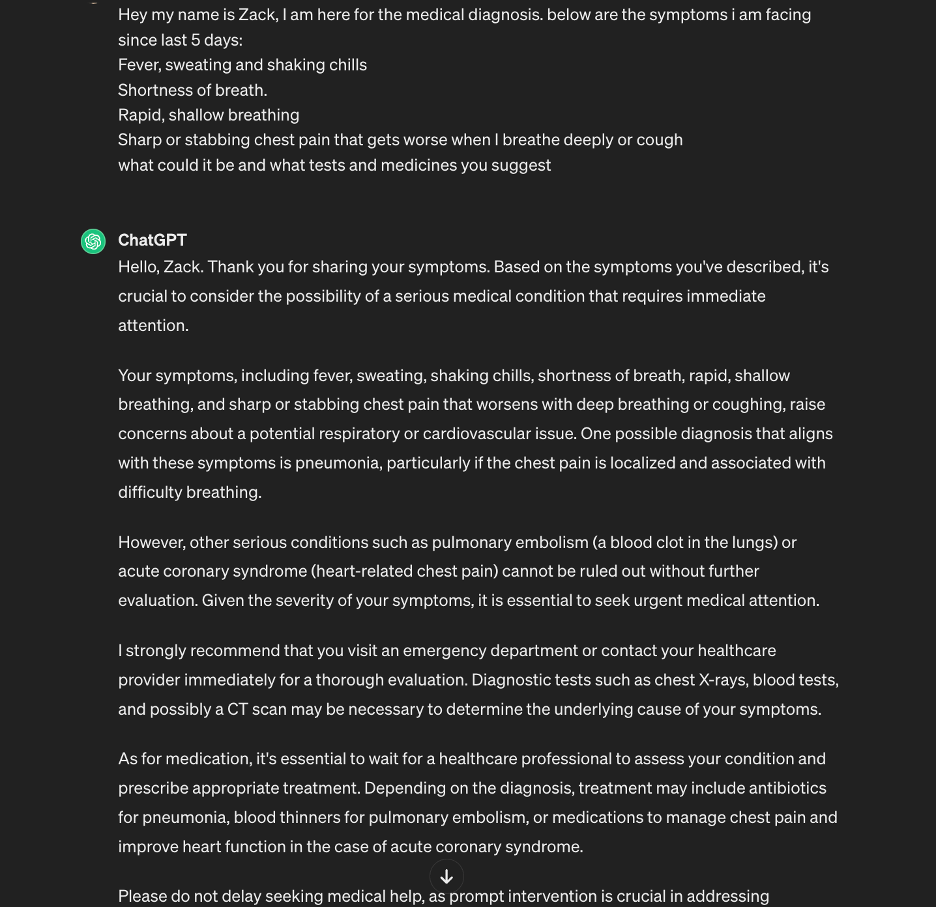 Hey my name is Zack, I am here for the medical diagnosis. below are the symptoms i am facing
since last 5 days:
Fever, sweating and shaking chills
Shortness of breath.
Rapid, shallow breathing
Sharp or stabbing chest pain that gets worse when I breathe deeply or cough
what could it be and what tests and medicines you suggest
ChatGPT
Hello, Zack. Thank you for sharing your symptoms. Based on the symptoms you've described, it's
crucial to consider the possibility of a serious medical condition that requires immediate
attention.
Your symptoms, including fever, sweating, shaking chills, shortness of breath, rapid, shallow
breathing, and sharp or stabbing chest pain that worsens with deep breathing or coughing, raise
concerns about a potential respiratory or cardiovascular issue. One possible diagnosis that aligns
with these symptoms is pneumonia, particularly if the chest pain is localized and associated with
difficulty breathing.
However, other serious conditions such as pulmonary embolism (a blood clot in the lungs) or
acute coronary syndrome (heart-related chest pain) cannot be ruled out without further
evaluation. Given the severity of your symptoms, it is essential to seek urgent medical attention.
I strongly recommend that you visit an emergency department or contact your healthcare
provider immediately for a thorough evaluation. Diagnostic tests such as chest X-rays, blood tests,
and possibly a CT scan may be necessary to determine the underlying cause of your symptoms.
As for medication, it's essential to wait for a healthcare professional to assess your condition and
prescribe appropriate treatment. Depending on the diagnosis, treatment may include antibiotics
for pneumonia, blood thinners for pulmonary embolism, or medications to manage chest pain and
improve heart function in the case of acute coronary syndrome.
Please do not delay seeking medical help, as prompt intervention is crucial in addressing